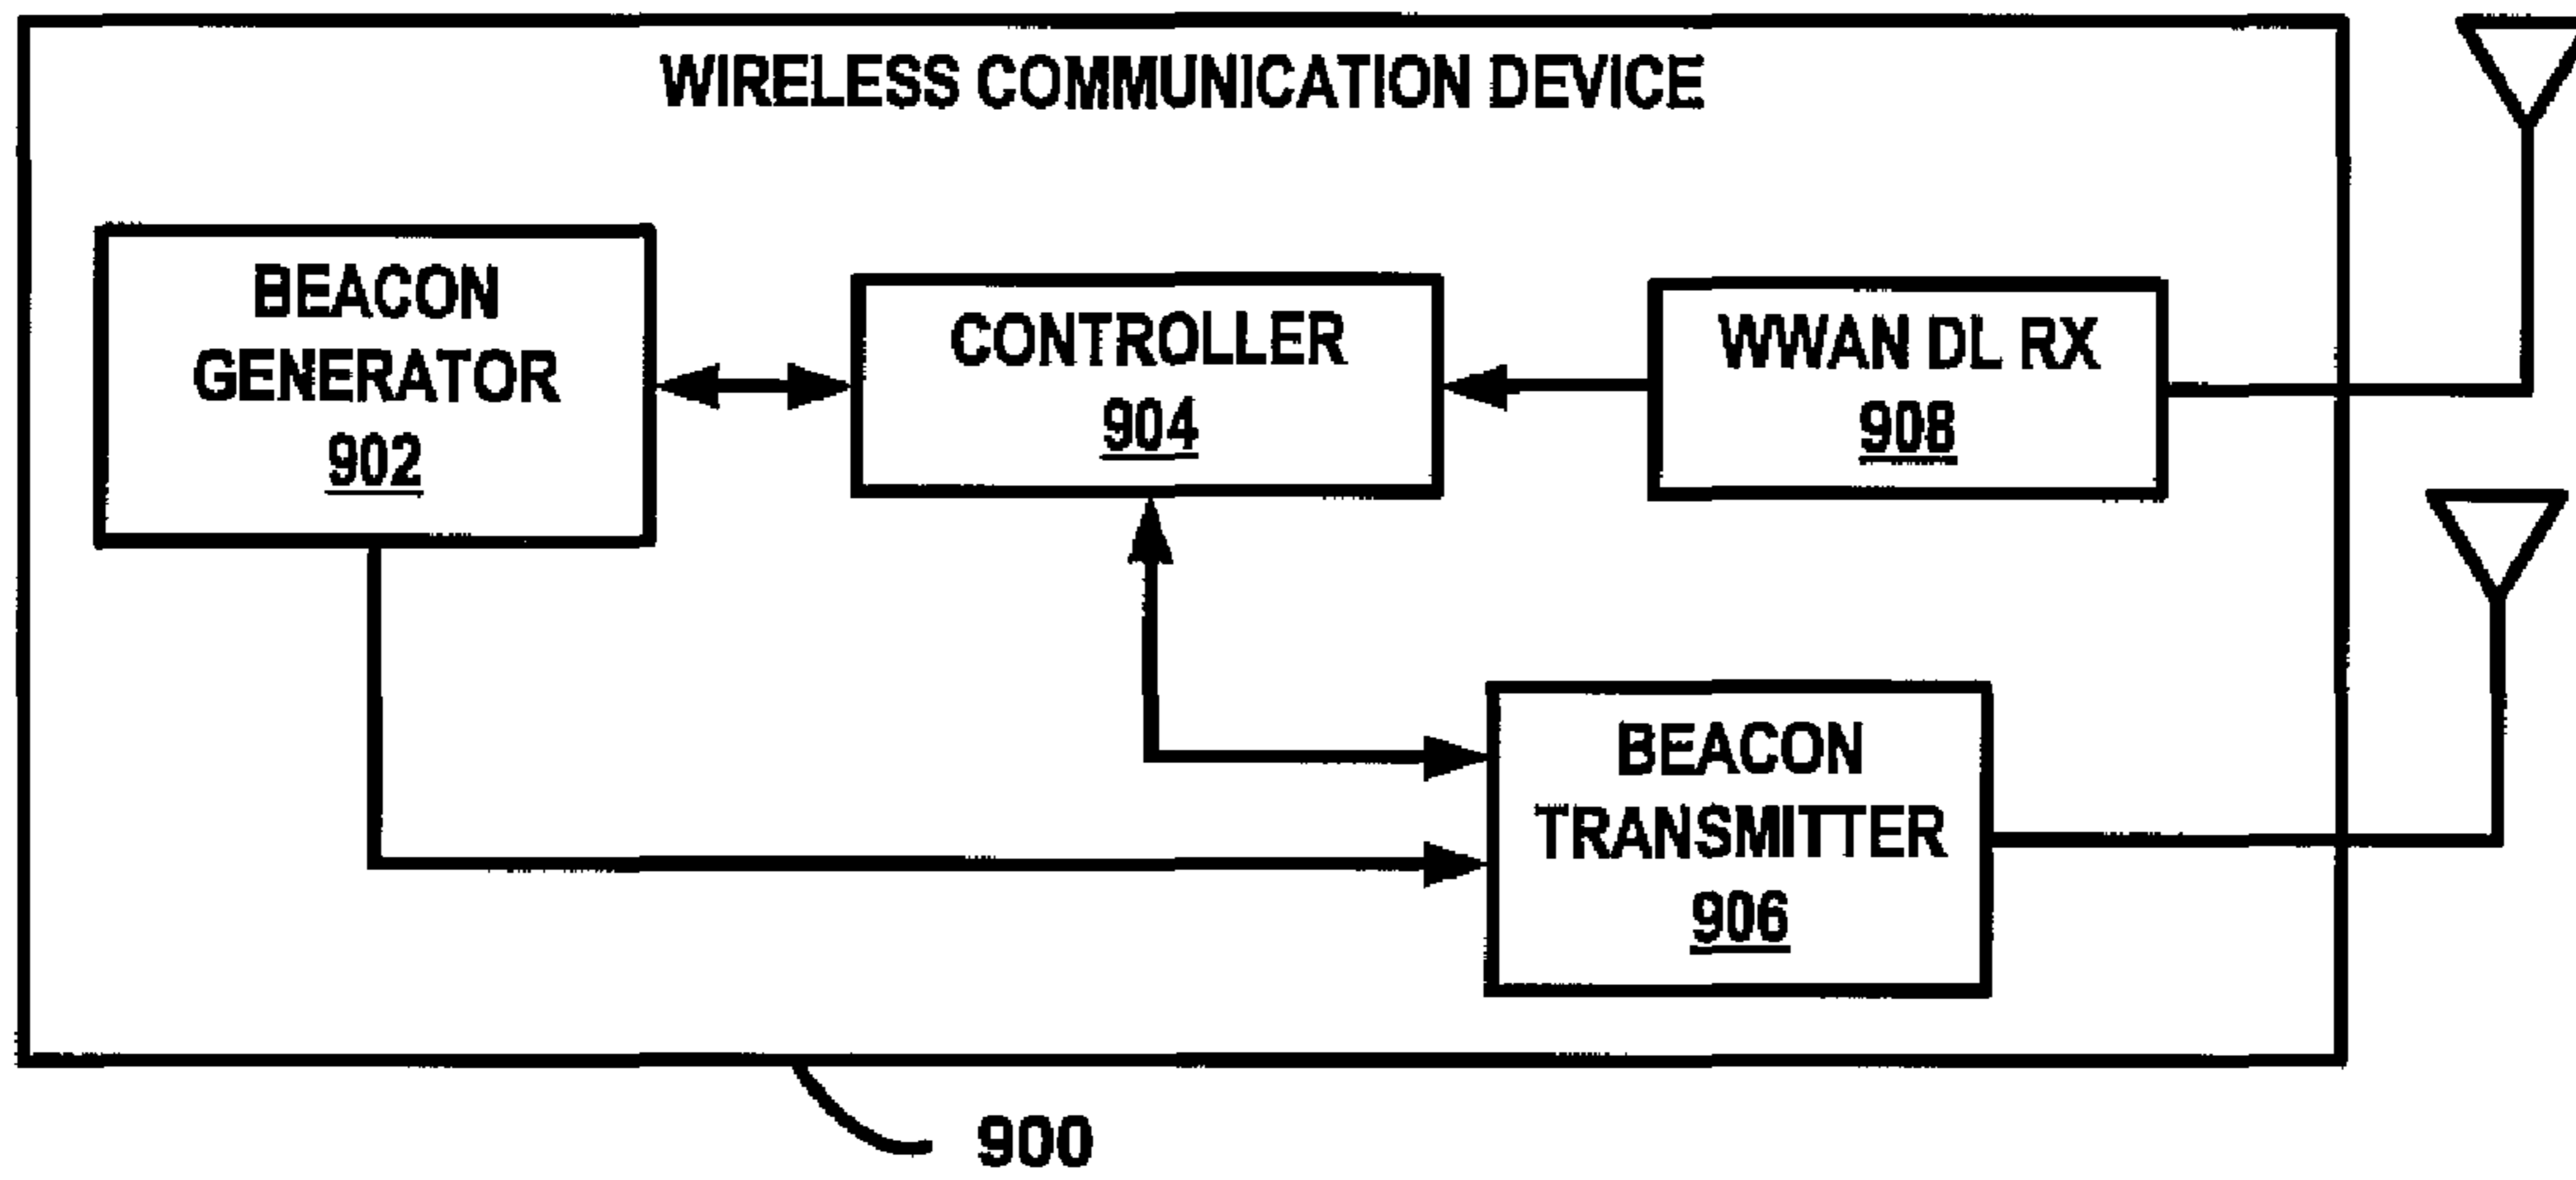 WIRELESS COMMUNICATION DEVICE
BEACON
GENERATOR
902
CONTROLLER
904
WWAN DL RX
908
BEACON
TRANSMITTER
906
900